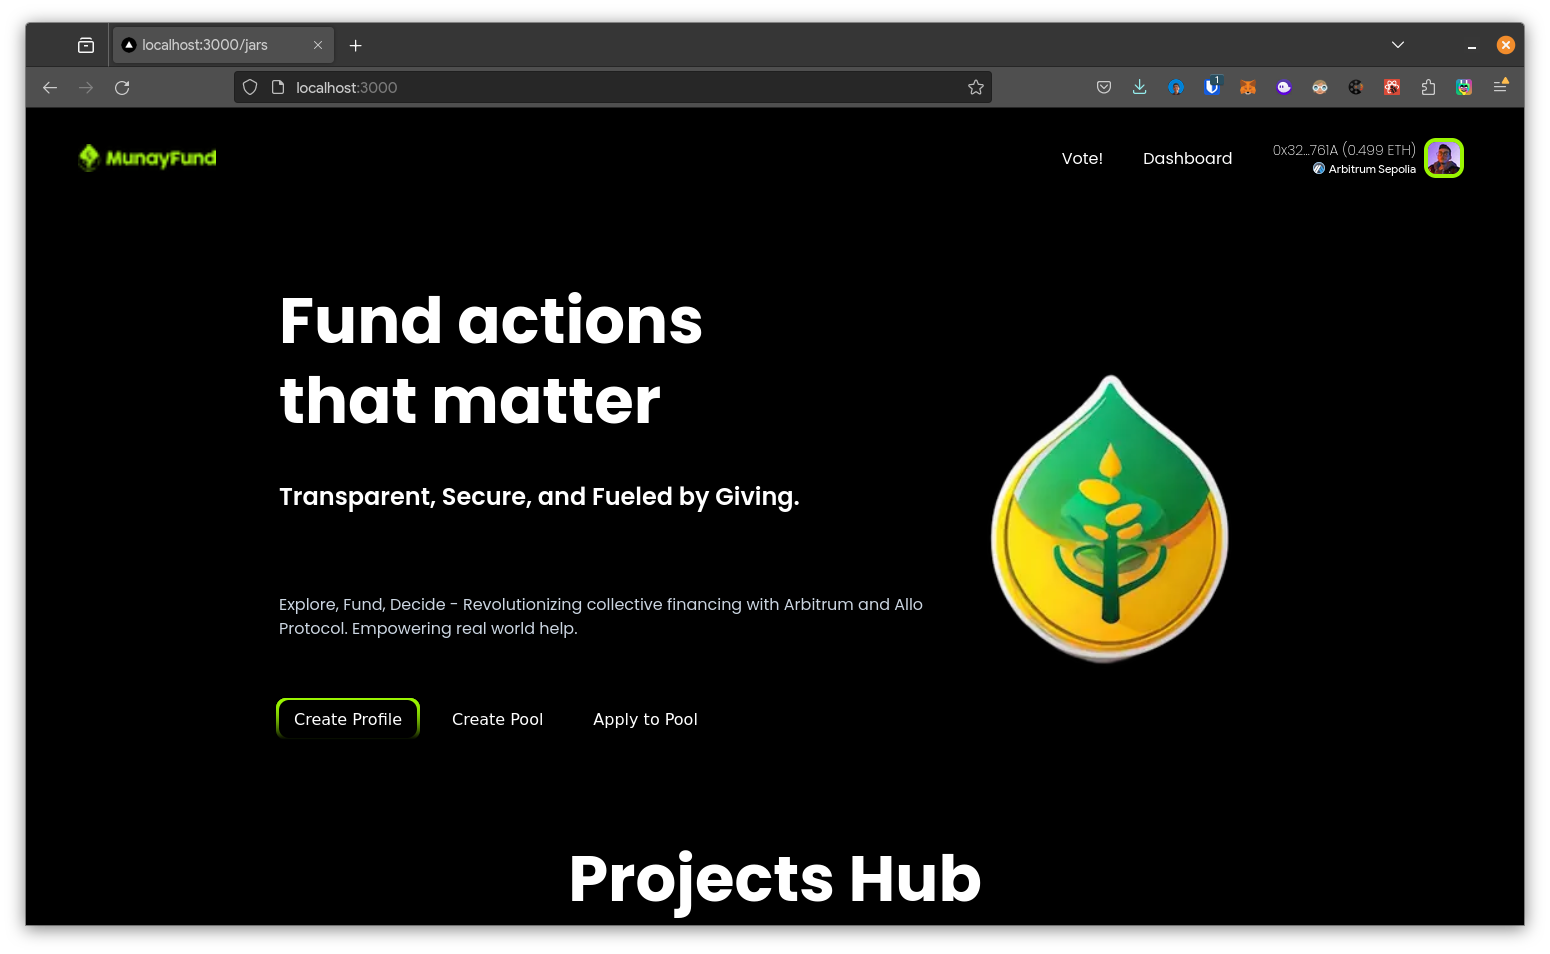 localhost:3000/jars
localhost:3000
1
MunayFund
Vote!
Dashboard
0x32...761A (0.499 ETH)
Arbitrum Sepolia
Fund actions
that matter
Transparent, Secure, and Fueled by Giving.
Explore, Fund, Decide - Revolutionizing collective financing with Arbitrum and Allo
Protocol. Empowering real world help.
Create Profile
Create Pool
Apply to Pool
Projects Hub